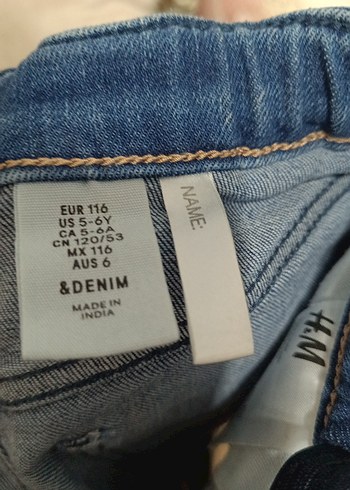 EUR 116
US 5-6Y
CA 5-6A
CN 120/53
MX 116
AUS 6
&DENIM
MADE IN
INDIA
NAME:
H&M